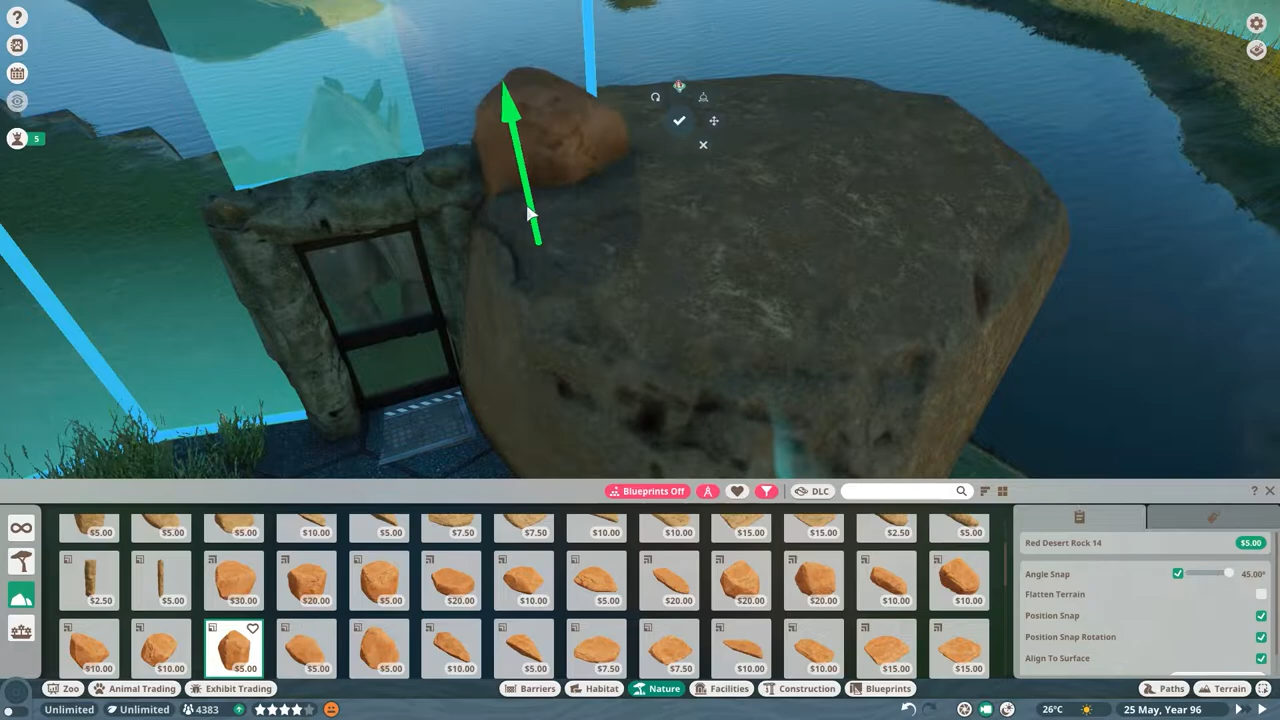 ?
5
Blueprints Off
DLC
? ×
$5.00 $5.00 $5.00 $10.00 $5.00 $7.50 $7.50 $10.00 $10.00 $15.00 $15.00 $2.50 $5.00
$2.50 $5.00 $30.00 $20.00 $5.00 $20.00 $10.00 $5.00 $20.00 $20.00 $20.00 $10.00 $10.00
$10.00 $10.00 $5.00 $5.00 $5.00 $10.00 $5.00 $7.50 $7.50 $10.00 $10.00 $15.00 $15.00
Red Desert Rock 14 $5.00
Angle Snap 45.00°
Flatten Terrain
Position Snap
Position Snap Rotation
Align To Surface
Zoo Animal Trading Exhibit Trading Barriers Habitat Nature Facilities Construction Blueprints Paths Terrain
Unlimited Unlimited 4383 26°C 25 May, Year 96